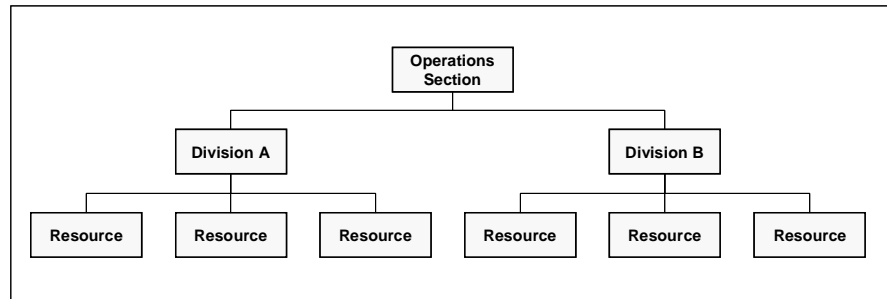 Operations
Section
Division A
Division B
Resource
Resource
Resource
Resource
Resource
Resource